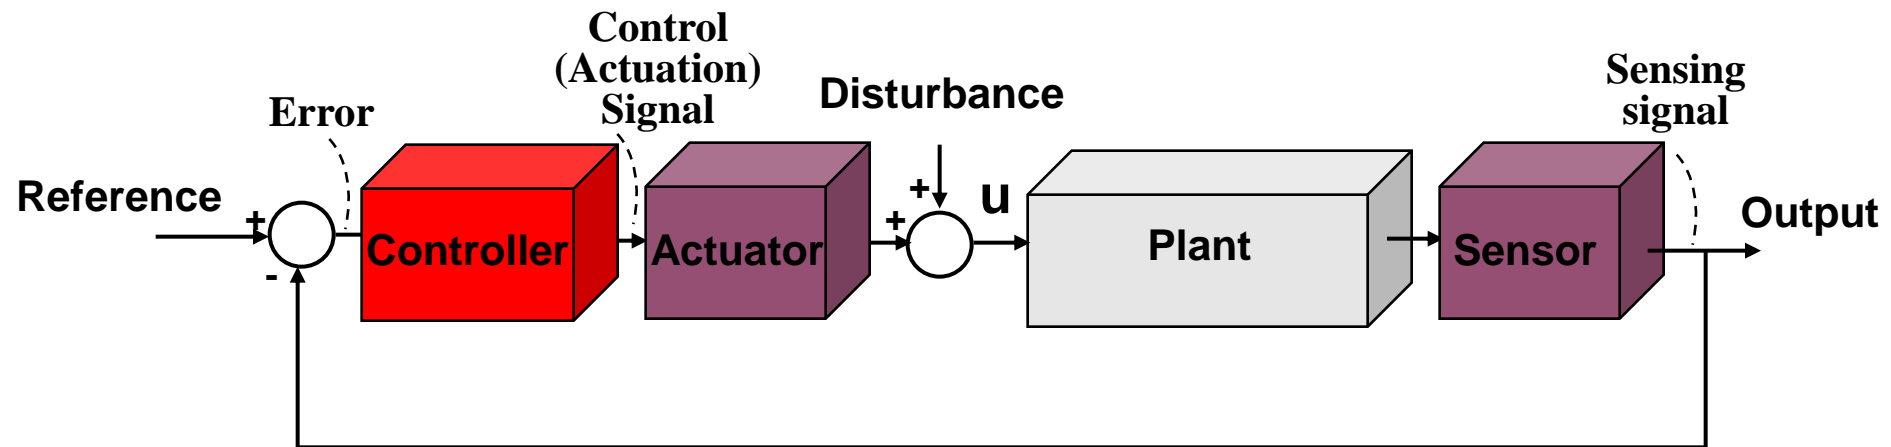 Control
(Actuation)
Signal
Error
Disturbance
Sensing
signal
Reference
+
-
Controller
Actuator
+
+
u
Plant
Sensor
Output